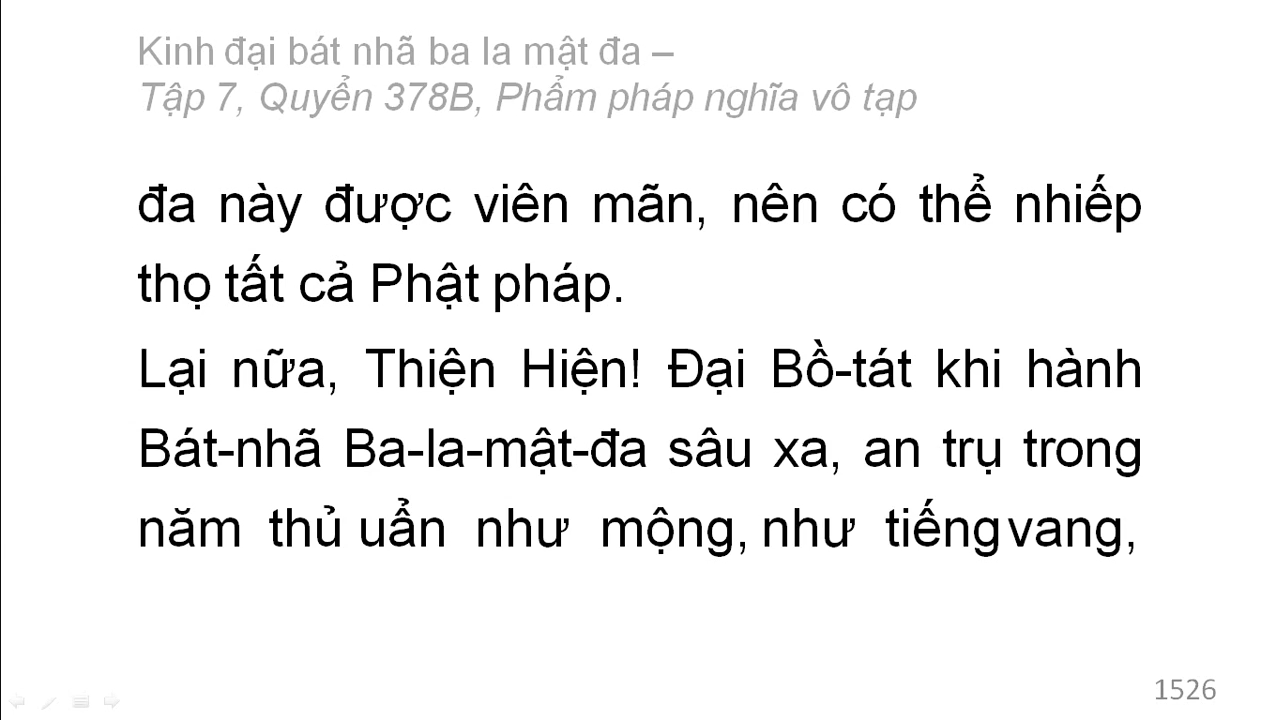 Kinh đại bát nhã ba la mật đa –
Tập 7, Quyển 378B, Phẩm pháp nghĩa vô tạp
đa này được viên mãn, nên có thể nhiếp
thọ tất cả Phật pháp.
Lại nữa, Thiện Hiện! Đại Bồ-tát khi hành
Bát-nhã Ba-la-mật-đa sâu xa, an trụ trong
năm thủ uẩn như mộng, như tiếng vang,
1526